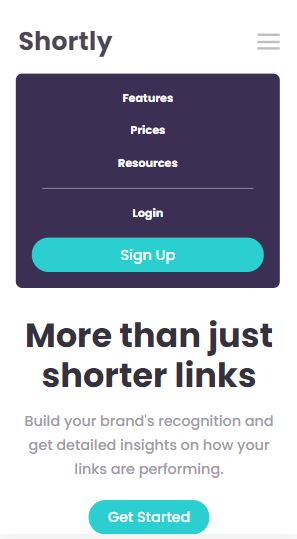 Shortly
Features
Prices
Resources
Login
Sign Up
More than just
shorter links
Build your brand's recognition and
get detailed insights on how your
links are performing.
Get Started